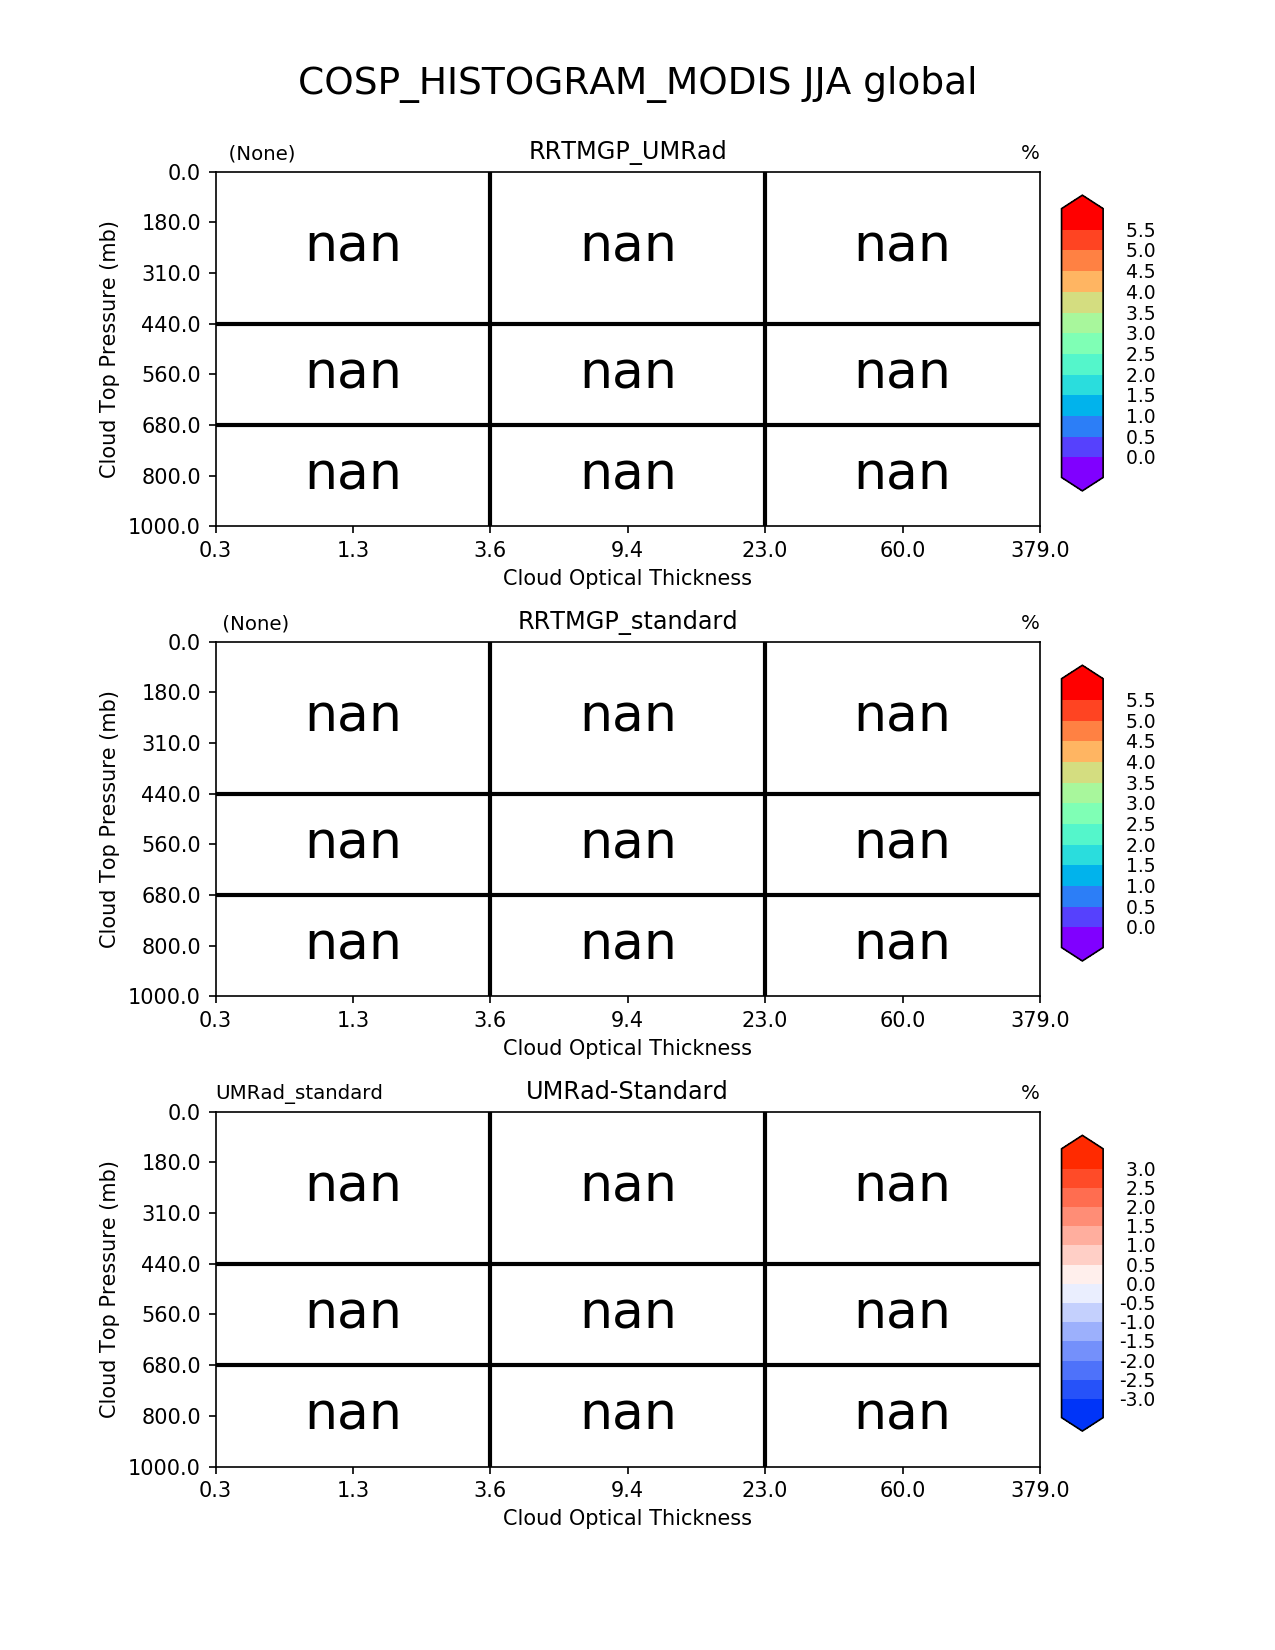 COSP_HISTOGRAM_MODIS JJA global
(None) RRTMGP_UMRad %
0.0
180.0
310.0
440.0
560.0
680.0
800.0
1000.0
Cloud Top Pressure (mb)
nan nan nan
nan nan nan
nan nan nan
0.3 1.3 3.6 9.4 23.0 60.0 379.0
Cloud Optical Thickness
5.5
5.0
4.5
4.0
3.5
3.0
2.5
2.0
1.5
1.0
0.5
0.0
(None) RRTMGP_standard %
0.0
180.0
310.0
440.0
560.0
680.0
800.0
1000.0
Cloud Top Pressure (mb)
nan nan nan
nan nan nan
nan nan nan
0.3 1.3 3.6 9.4 23.0 60.0 379.0
Cloud Optical Thickness
5.5
5.0
4.5
4.0
3.5
3.0
2.5
2.0
1.5
1.0
0.5
0.0
UMRad_standard UMRad-Standard %
0.0
180.0
310.0
440.0
560.0
680.0
800.0
1000.0
Cloud Top Pressure (mb)
nan nan nan
nan nan nan
nan nan nan
0.3 1.3 3.6 9.4 23.0 60.0 379.0
Cloud Optical Thickness
3.0
2.5
2.0
1.5
1.0
0.5
0.0
-0.5
-1.0
-1.5
-2.0
-2.5
-3.0